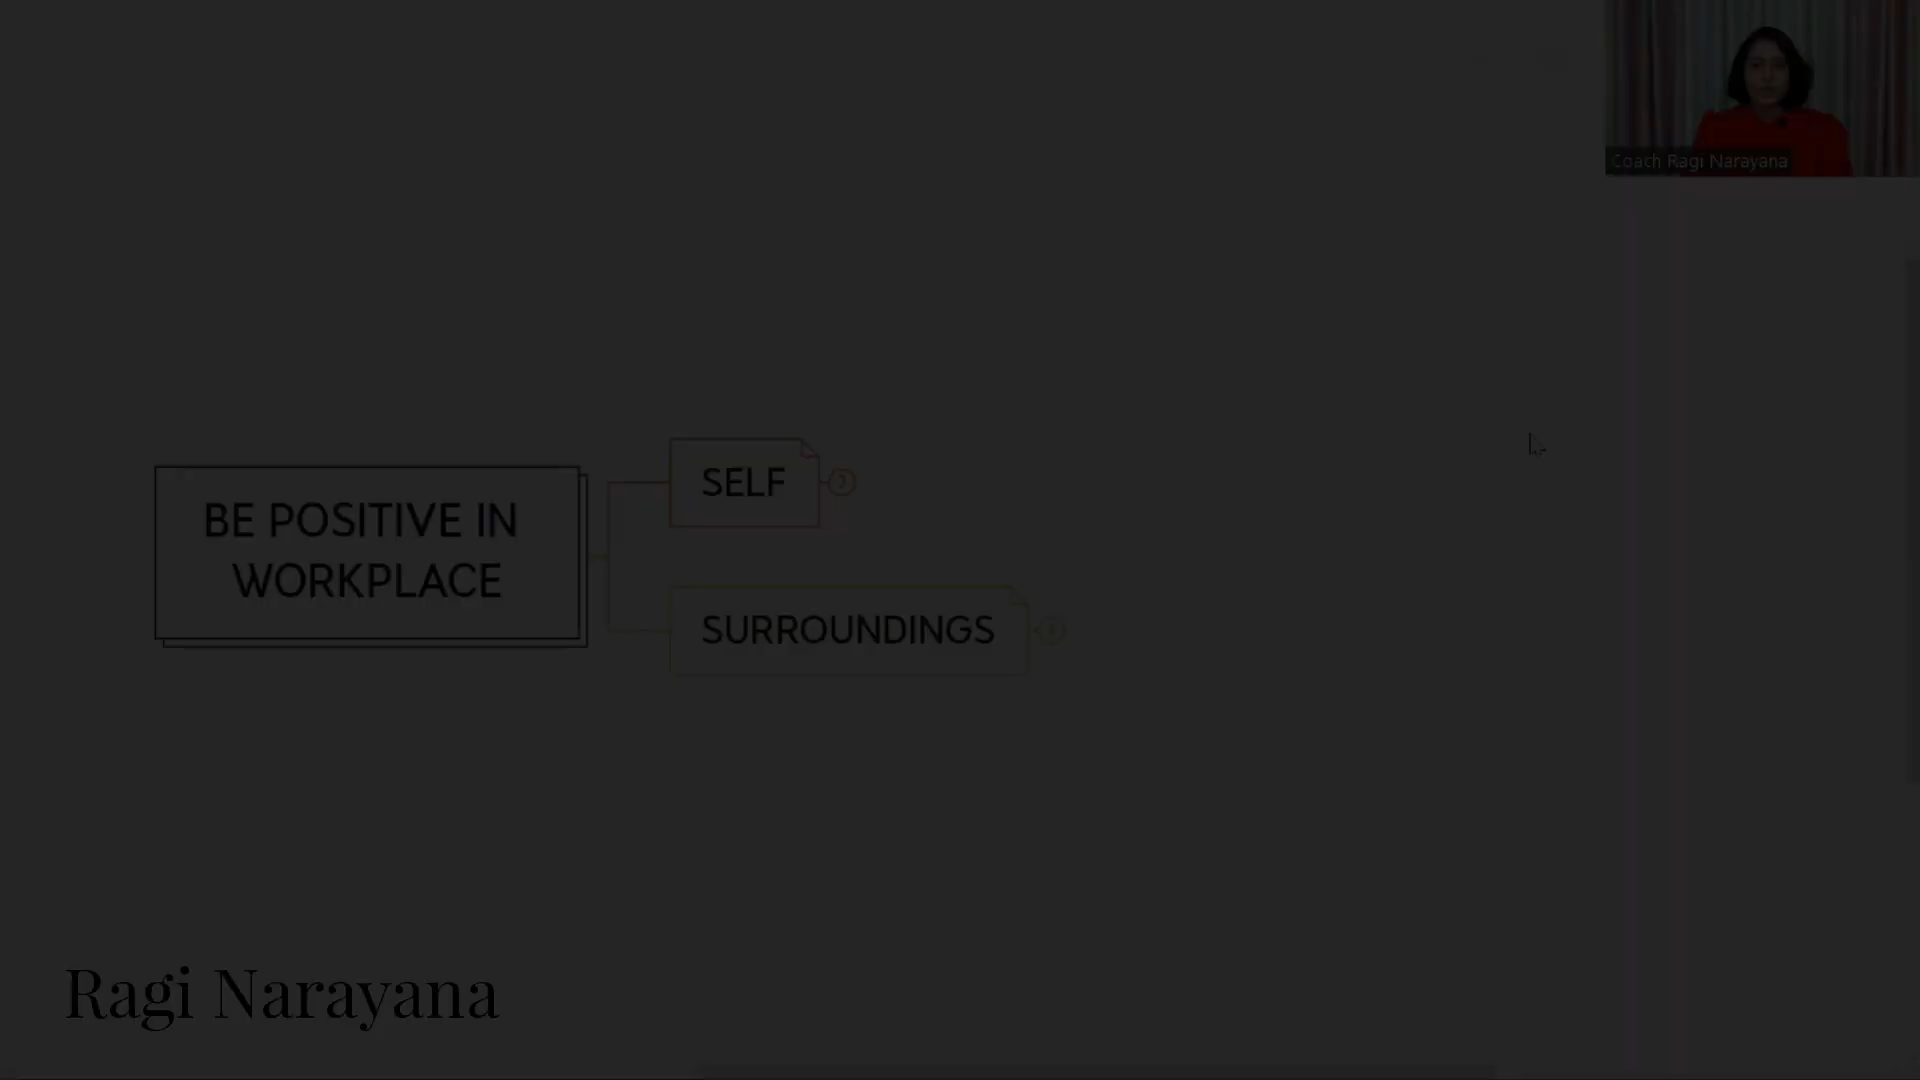 Coach Ragi Narayana
SELF
BE POSITIVE IN
WORKPLACE
SURROUNDINGS
Ragi Narayana